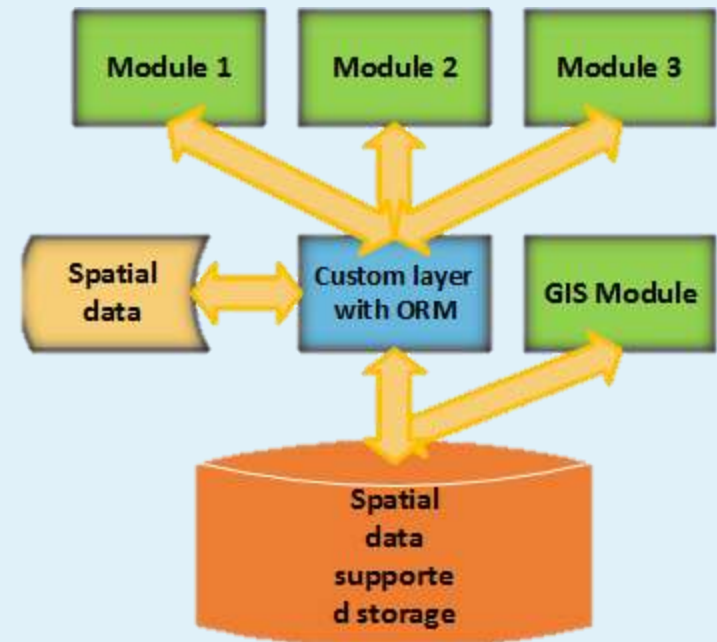 Module 1
Module 2
Module 3
Spatial
data
Custom layer
with ORM
GIS Module
Spatial
data
supporte
d storage